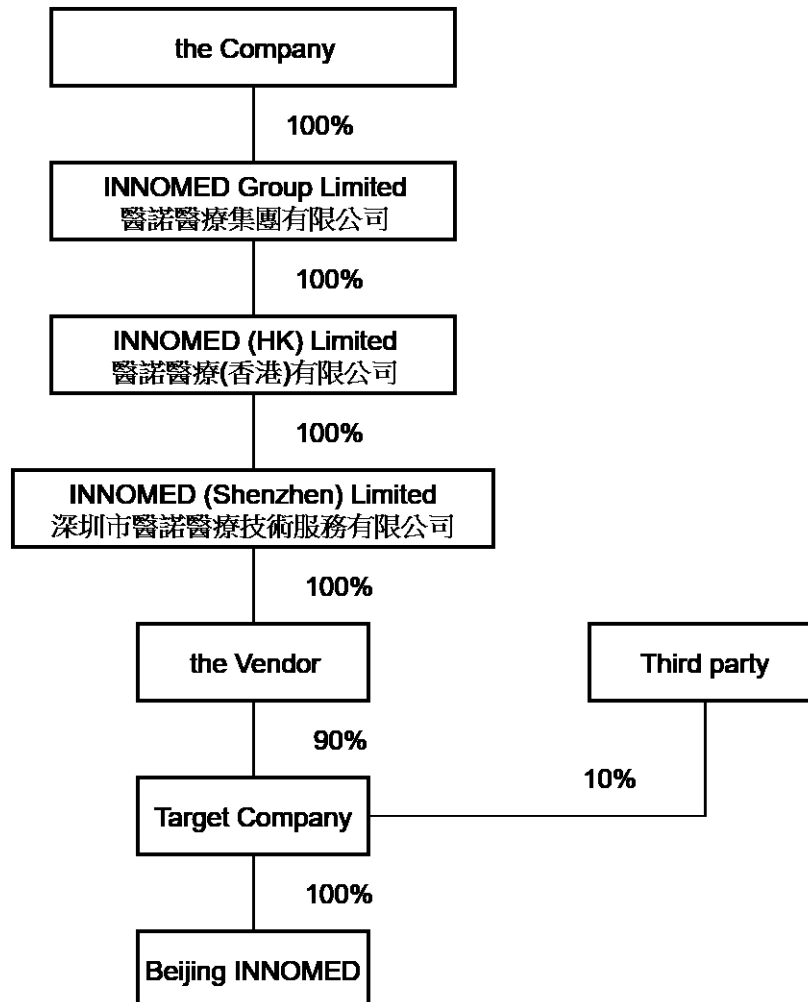 the Company
100%
INNOMED Group Limited
醫諾醫療集團有限公司
100%
INNOMED (HK) Limited
醫諾醫療(香港)有限公司
100%
INNOMED (Shenzhen) Limited
深圳市醫諾醫療技術服務有限公司
100%
the Vendor
Third party
90%
10%
Target Company
100%
Beijing INNOMED